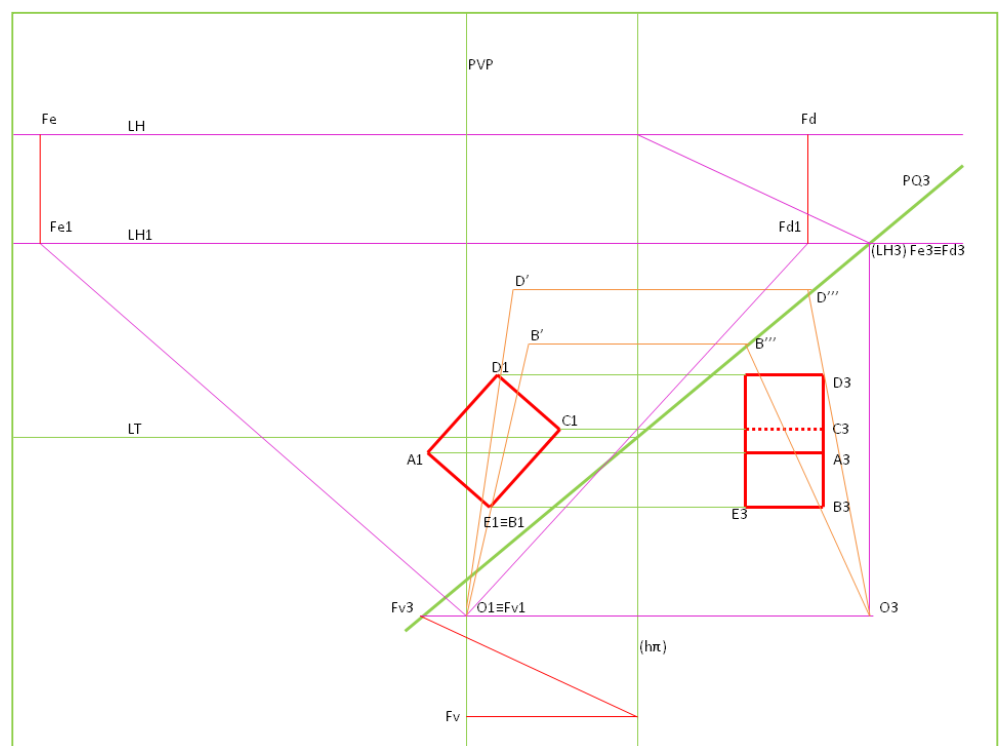 PVP
Fe
LH
Fd
PQ3
Fe1
LH1
Fd1
(LH3) Fe3≡Fd3
D′
D‴
B′
B‴
D1
D3
LT
C1
C3
A1
A3
E1≡B1
E3
B3
Fv3
O1≡Fv1
O3
(hπ)
Fv